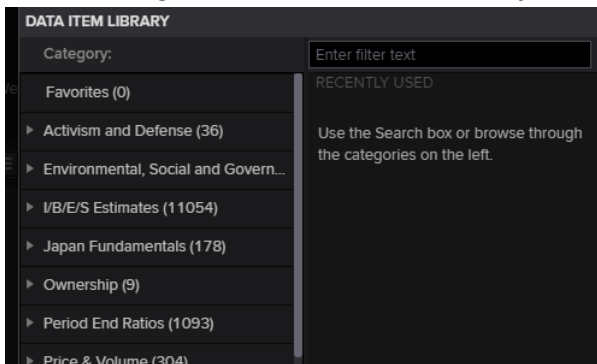 DATA ITEM LIBRARY
Category:
Enter filter text
Favorites (0)
RECENTLY USED
Activism and Defense (36)
Use the Search box or browse through
the categories on the left.
Environmental, Social and Govern...
I/B/E/S Estimates (11054)
Japan Fundamentals (178)
Ownership (9)
Period End Ratios (1093)
Price & Volume (304)